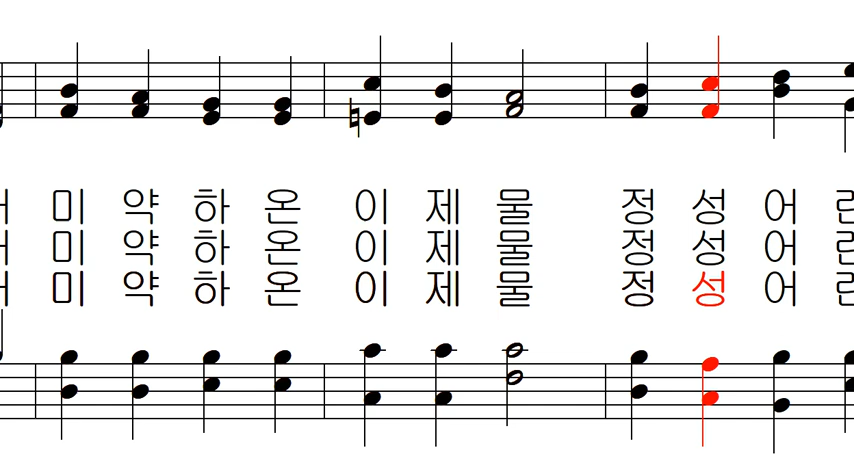 미 약 하 온 이 제 물 정 성 어
미 약 하 온 이 제 물 정 성 어
미 약 하 온 이 제 물 정 성 어